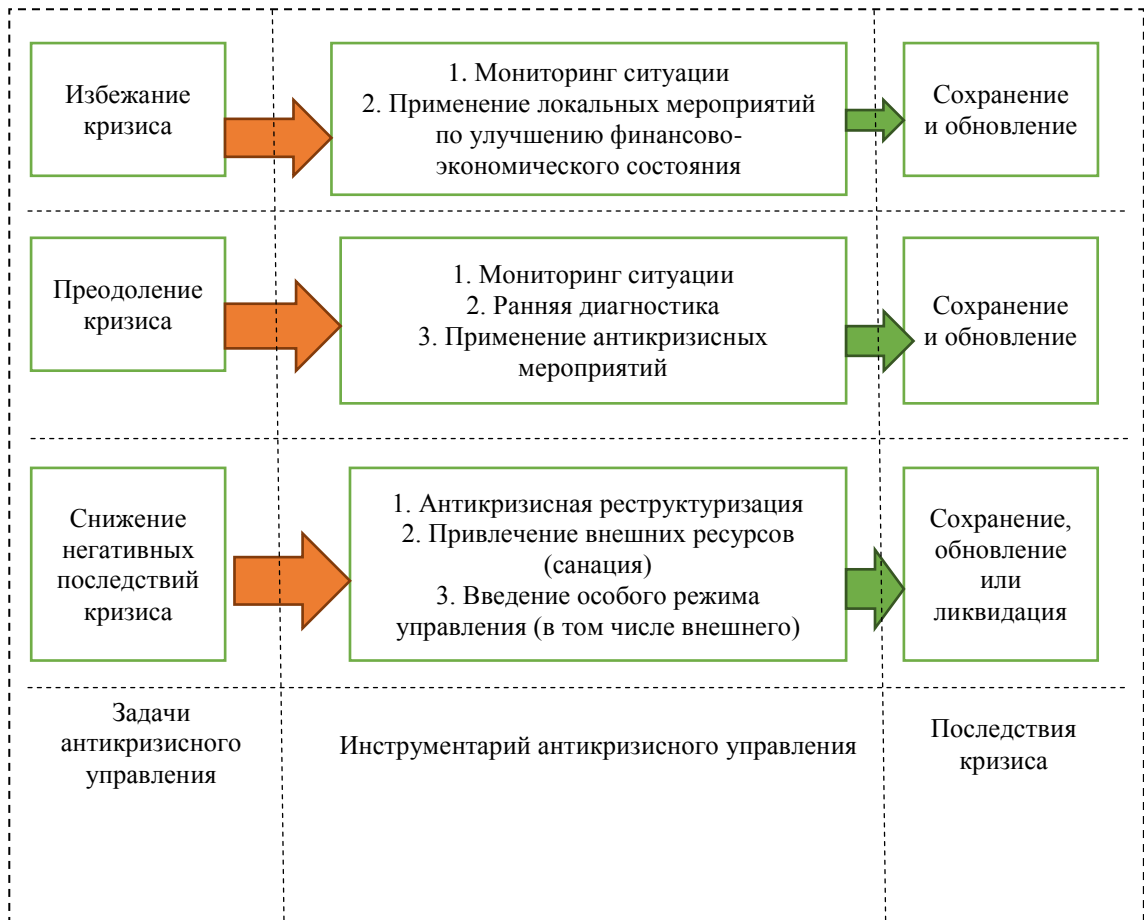 Избежание
кризиса
1. Мониторинг ситуации
2. Применение локальных мероприятий
по улучшению финансово-
экономического состояния
Сохранение
и обновление
Преодоление
кризиса
1. Мониторинг ситуации
2. Ранняя диагностика
3. Применение антикризисных
мероприятий
Сохранение
и обновление
Снижение
негативных
последствий
кризиса
1. Антикризисная реструктуризация
2. Привлечение внешних ресурсов
(санация)
3. Введение особого режима
управления (в том числе внешнего)
Сохранение,
обновление
или
ликвидация
Задачи
антикризисного
управления
Инструментарий антикризисного управления
Последствия
кризиса